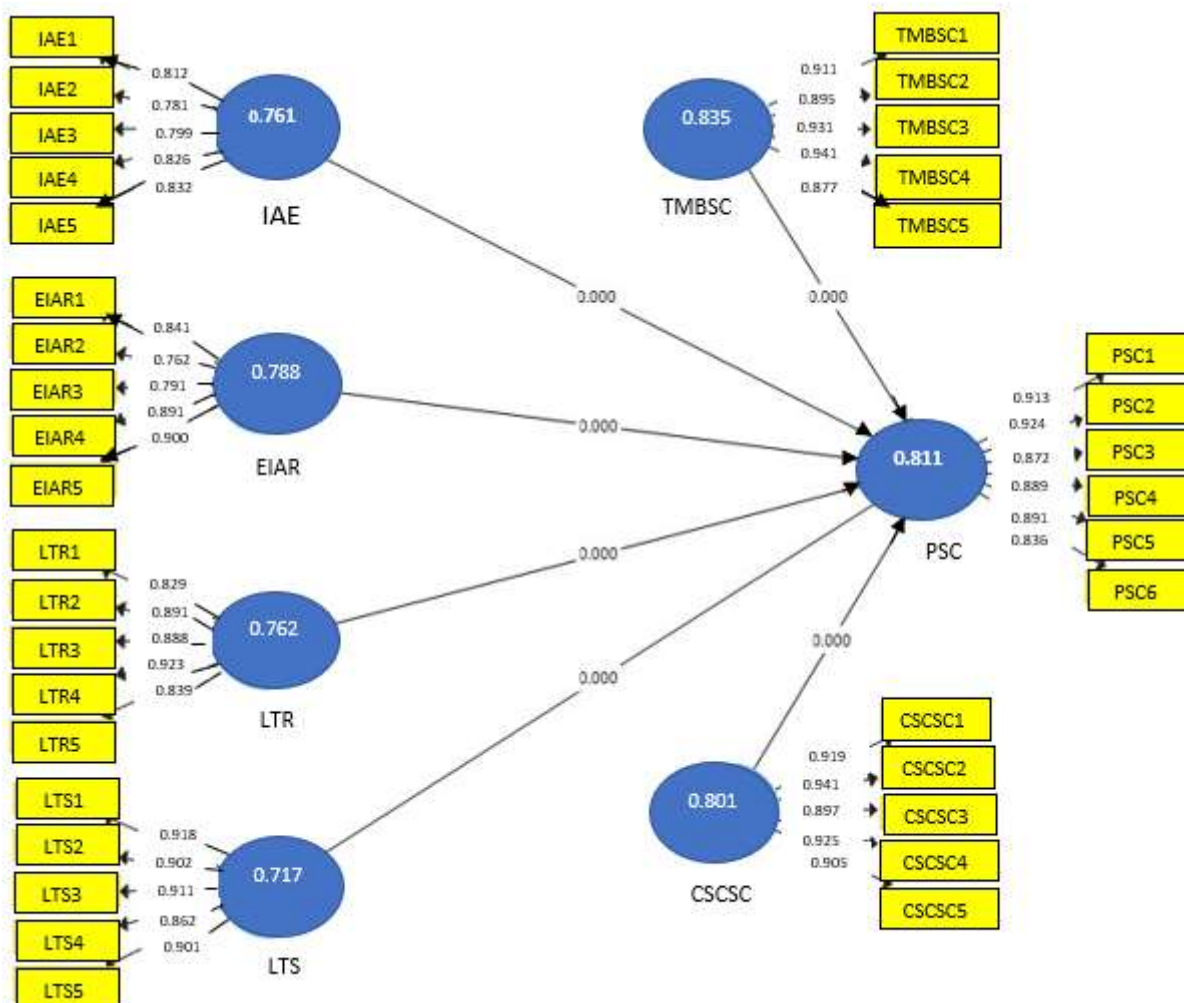 IAE1
IAE2
IAE3
IAE4
IAE5
0.812
0.781
0.799
0.826
0.832
0.761
IAE
TMBSC1
TMBSC2
TMBSC3
TMBSC4
TMBSC5
0.911
0.895
0.931
0.941
0.877
0.835
TMBSC
0.000
0.000
EIAR1
EIAR2
EIAR3
EIAR4
EIAR5
0.841
0.762
0.791
0.891
0.900
0.788
EIAR
0.000
PSC1
PSC2
PSC3
PSC4
PSC5
PSC6
0.913
0.924
0.872
0.889
0.891
0.836
0.811
PSC
LTR1
LTR2
LTR3
LTR4
LTR5
0.829
0.891
0.888
0.923
0.839
0.762
LTR
0.000
0.000
0.000
LTS1
LTS2
LTS3
LTS4
LTS5
0.918
0.902
0.911
0.862
0.901
0.717
LTS
CSCSC1
CSCSC2
CSCSC3
CSCSC4
CSCSC5
0.919
0.941
0.897
0.925
0.905
0.801
CSCSC